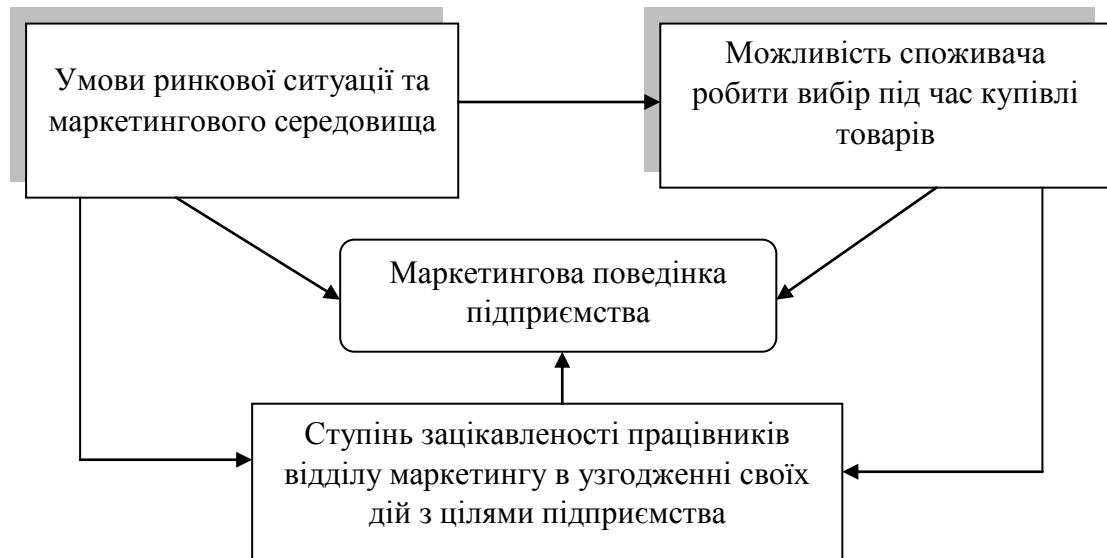 Умови ринкової ситуації та
маркетингового середовища
Можливість споживача
робити вибір під час купівлі
товарів
Маркетингова поведінка
підприємства
Ступінь зацікавленості працівників
відділу маркетингу в узгодженні своїх
дій з цілями підприємства